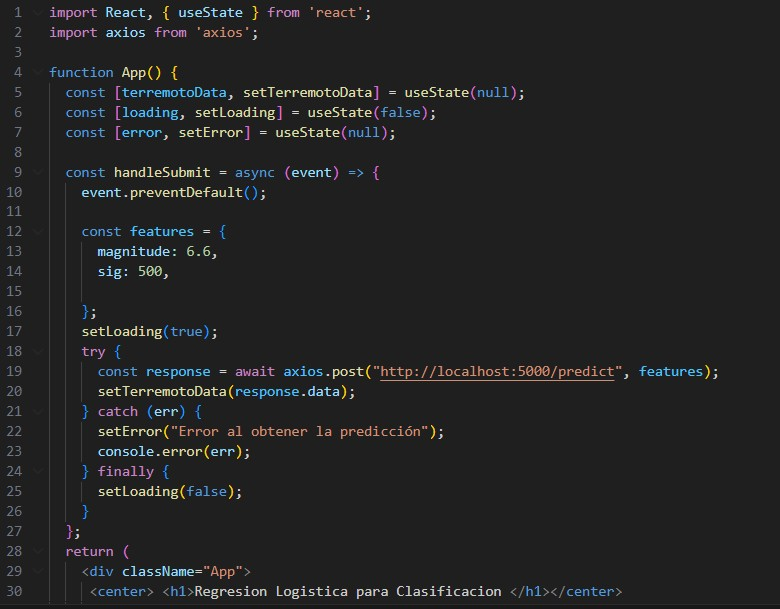 1 import React, { useState } from 'react';
2 import axios from 'axios';
3
4 function App() {
5 const [terremotoData, setTerremotoData] = useState(null);
6 const [loading, setLoading] = useState(false);
7 const [error, setError] = useState(null);
8
9 const handleSubmit = async (event) => {
10 event.preventDefault();
11
12 const features = {
13 magnitude: 6.6,
14 sig: 500,
15
16 };
17 setLoading(true);
18 try {
19 const response = await axios.post("http://localhost:5000/predict", features);
20 setTerremotoData(response.data);
21 } catch (err) {
22 setError("Error al obtener la predicción");
23 console.error(err);
24 } finally {
25 setLoading(false);
26 }
27 };
28 return (
29 <div className="App">
30 <center> <h1>Regresion Logistica para Clasificacion </h1></center>